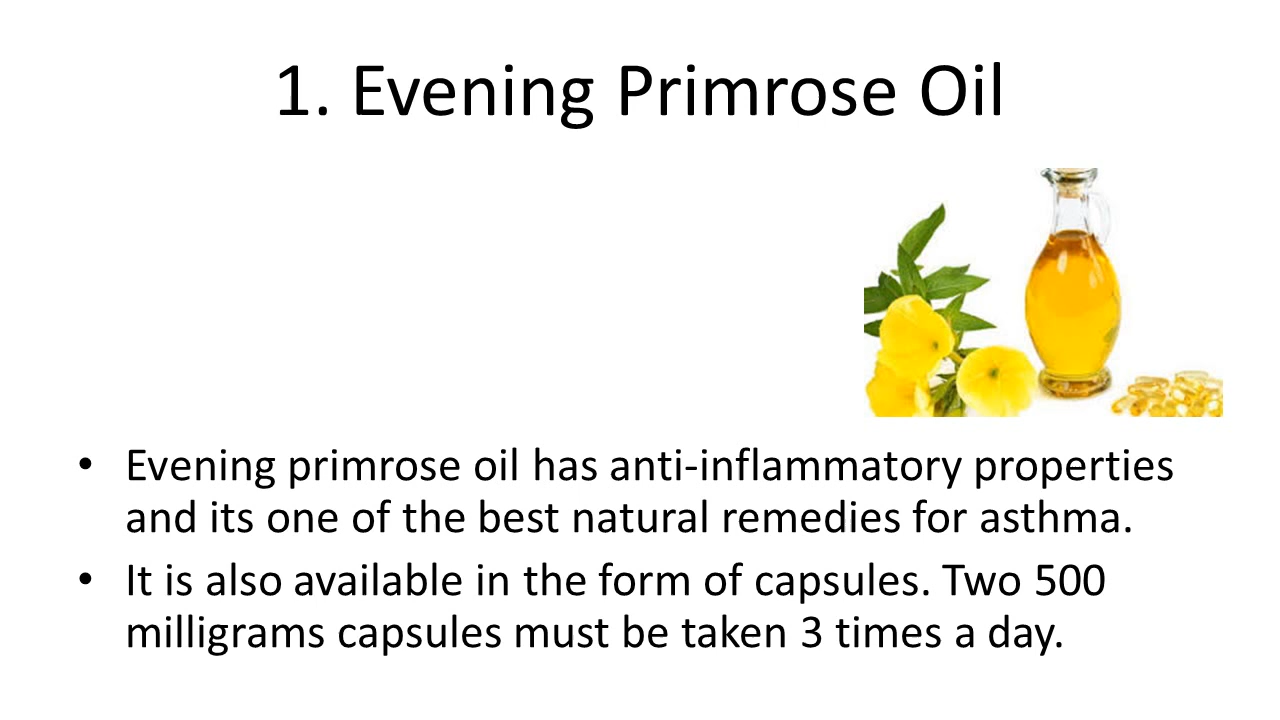 1. Evening Primrose Oil
• Evening primrose oil has anti-inflammatory properties
and its one of the best natural remedies for asthma.
• It is also available in the form of capsules. Two 500
milligrams capsules must be taken 3 times a day.